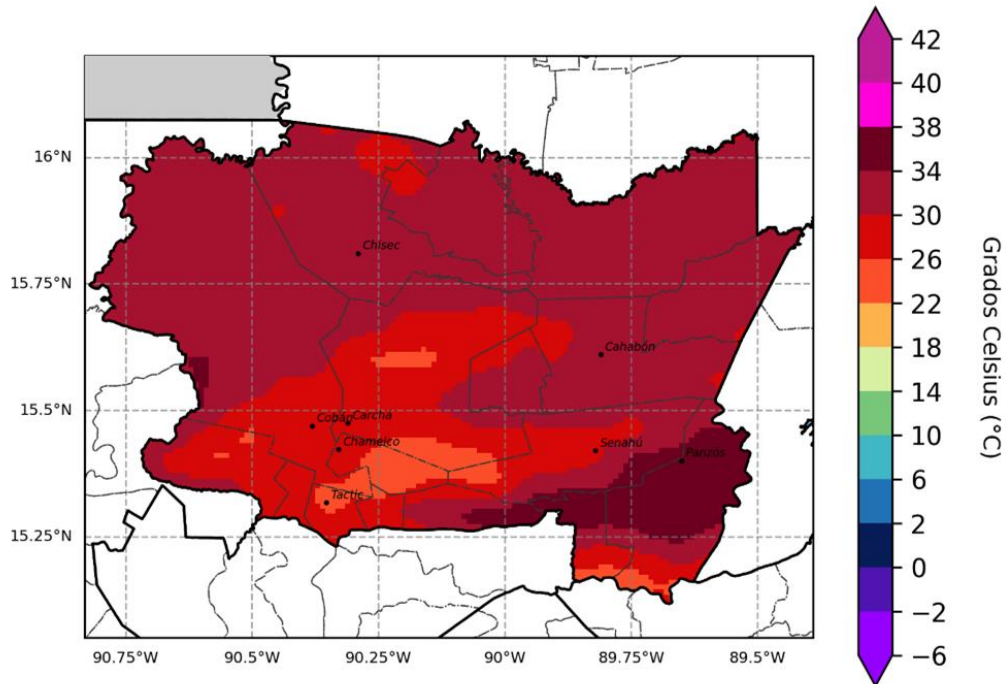 42
40
38
34
30
26
22
18
14
10
6
2
0
−2
−6
Grados Celsius (°C)
16°N
15.75°N
15.5°N
15.25°N
Chisec
Cahabón
Cobán
Carchá
Chamelco
Senahú
Panzós
Tactic
90.75°W
90.5°W
90.25°W
90°W
89.75°W
89.5°W